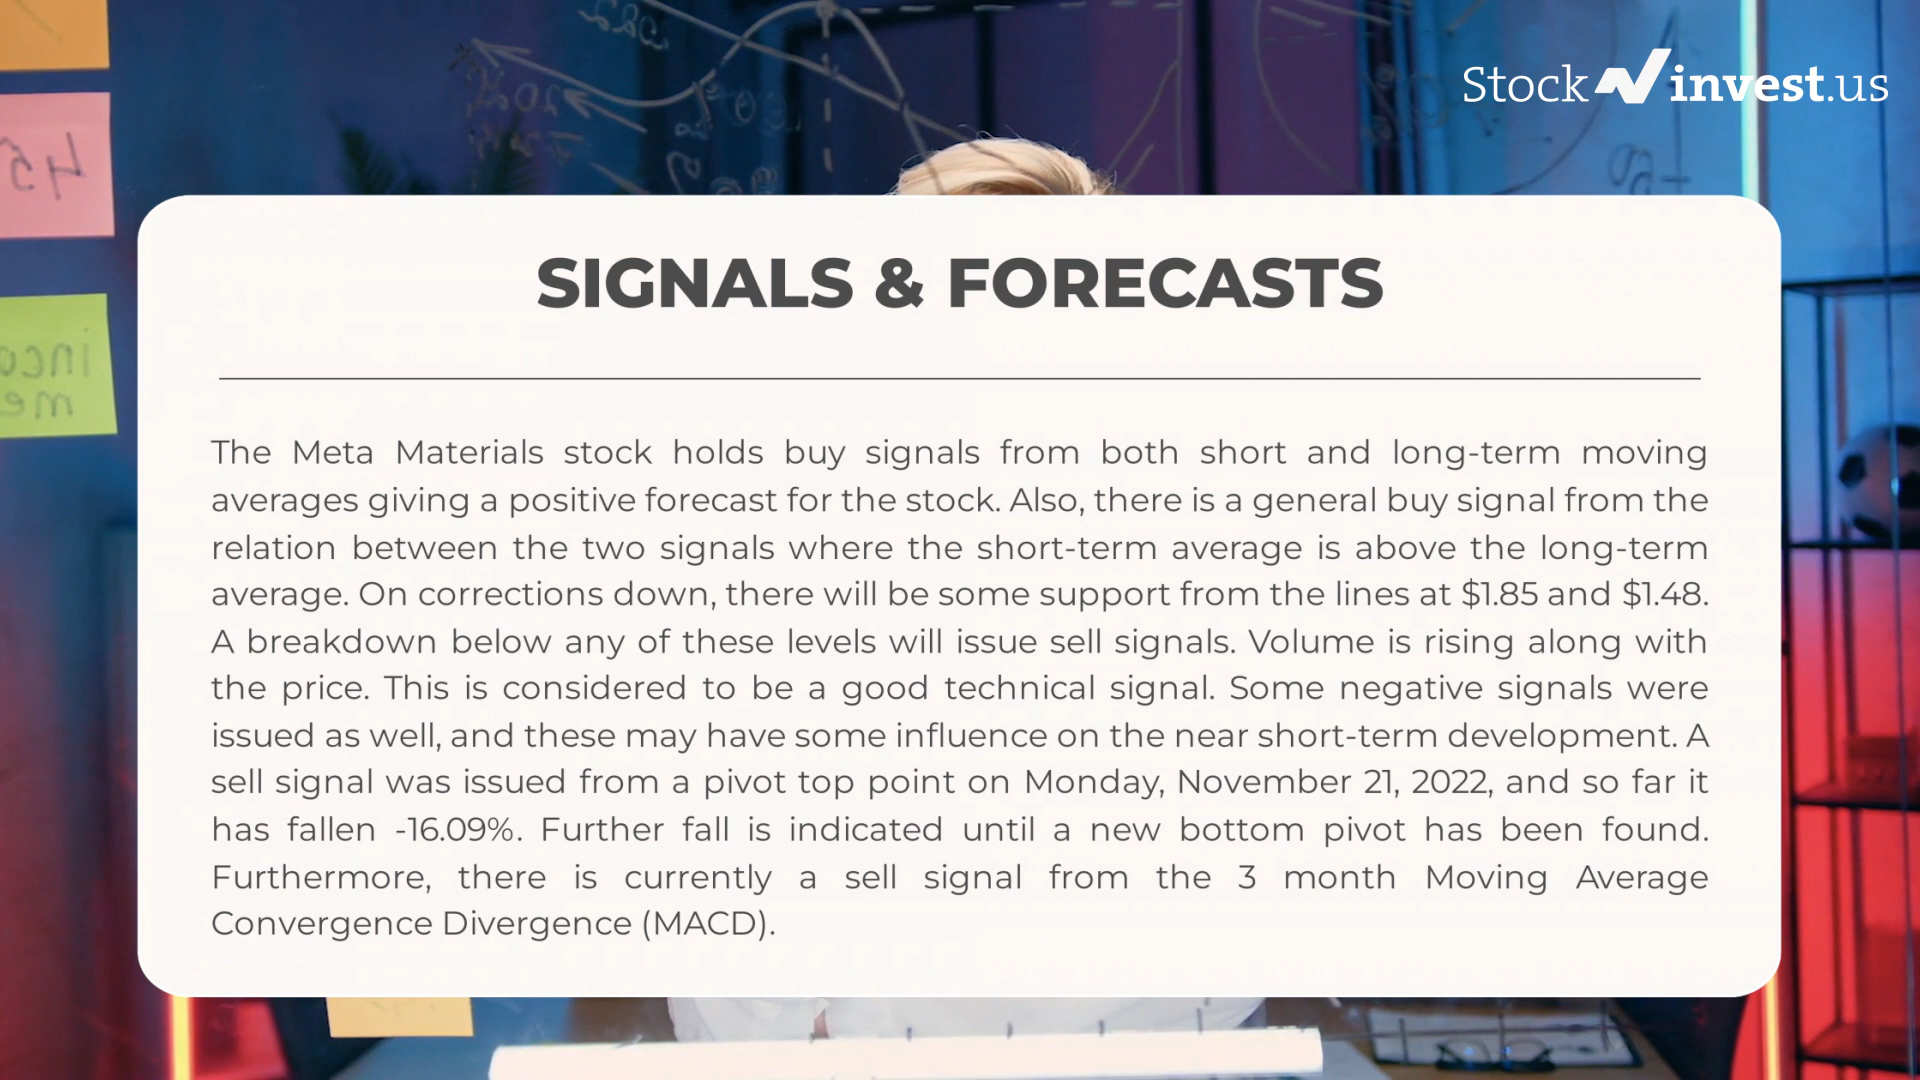 Stock invest.us
45
SIGNALS & FORECASTS
inco
me
The Meta Materials stock holds buy signals from both short and long-term moving
averages giving a positive forecast for the stock. Also, there is a general buy signal from the
relation between the two signals where the short-term average is above the long-term
average. On corrections down, there will be some support from the lines at $1.85 and $1.48.
A breakdown below any of these levels will issue sell signals. Volume is rising along with
the price. This is considered to be a good technical signal. Some negative signals were
issued as well, and these may have some influence on the near short-term development. A
sell signal was issued from a pivot top point on Monday, November 21, 2022, and so far it
has fallen -16.09%. Further fall is indicated until a new bottom pivot has been found.
Furthermore, there is currently a sell signal from the 3 month Moving Average
Convergence Divergence (MACD).